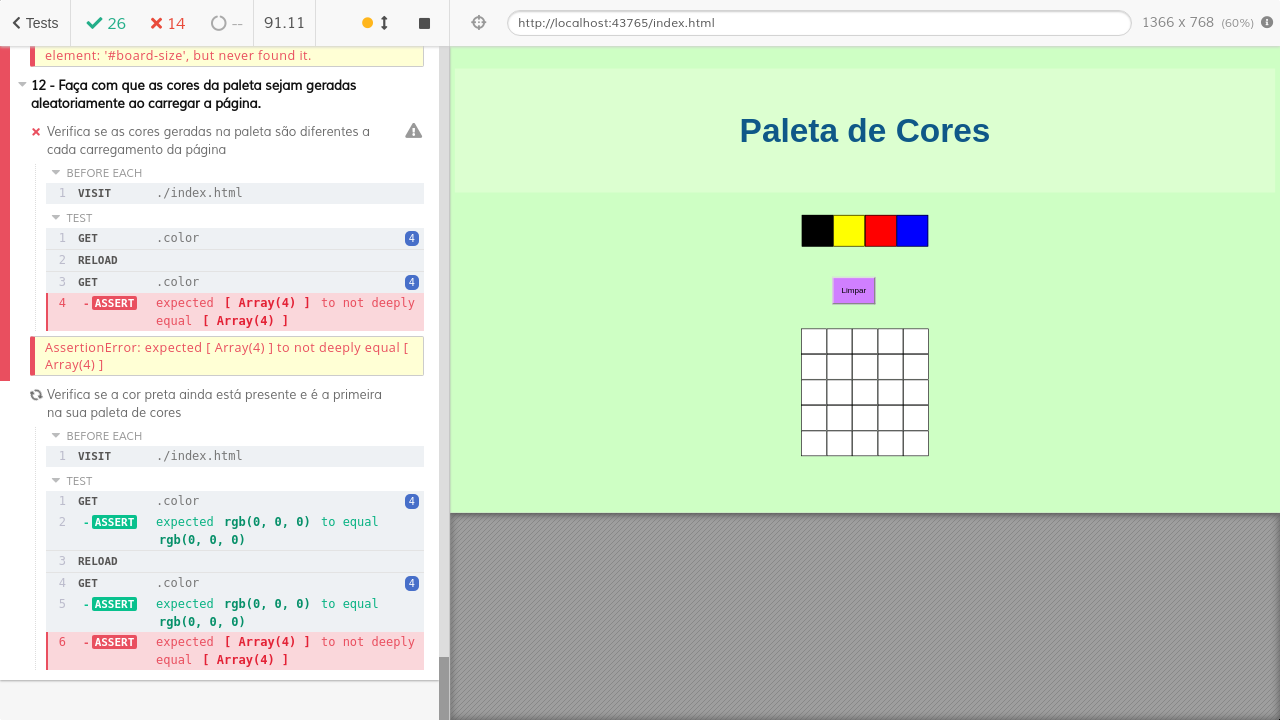 Tests
26
14
--
91.11
http://localhost:43765/index.html
1366 x 768 (60%)
element: '#board-size', but never found it.
12 - Faça com que as cores da paleta sejam geradas
aleatoriamente ao carregar a página.
Verifica se as cores geradas na paleta são diferentes a
cada carregamento da página
BEFORE EACH
1 VISIT ./index.html
TEST
1 GET .color 4
2 RELOAD
3 GET .color 4
4 -ASSERT expected [ Array(4) ] to not deeply
equal [ Array(4) ]
AssertionError: expected [ Array(4) ] to not deeply equal [
Array(4) ]
Verifica se a cor preta ainda está presente e é a primeira
na sua paleta de cores
BEFORE EACH
1 VISIT ./index.html
TEST
1 GET .color 4
2 -ASSERT expected rgb(0, 0, 0) to equal
rgb(0, 0, 0)
3 RELOAD
4 GET .color 4
5 -ASSERT expected rgb(0, 0, 0) to equal
rgb(0, 0, 0)
6 -ASSERT expected [ Array(4) ] to not deeply
equal [ Array(4) ]
Paleta de Cores
Limpar